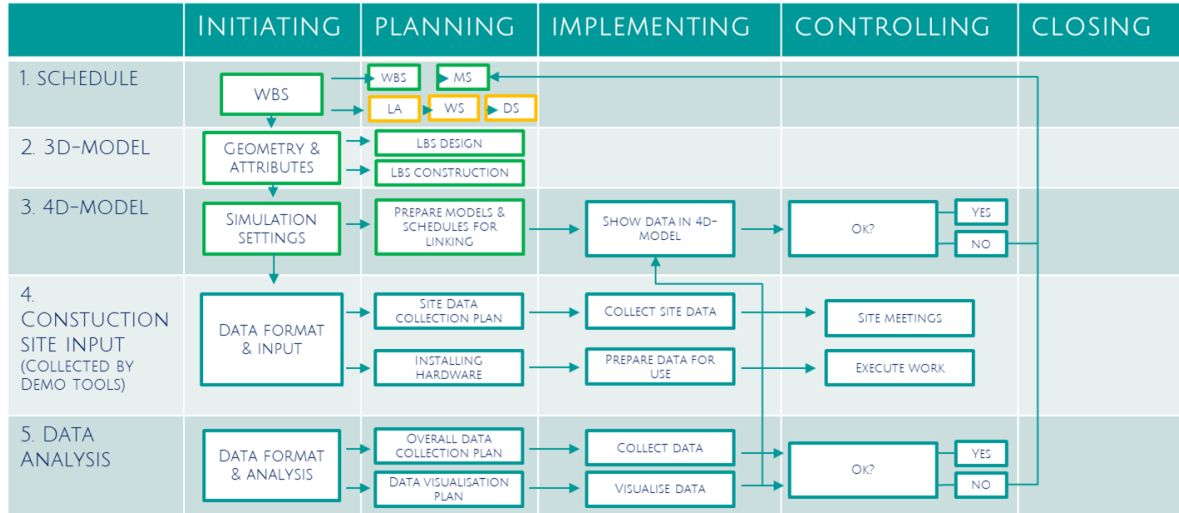 INITIATING PLANNING IMPLEMENTING CONTROLLING CLOSING
1. SCHEDULE
WBS
WBS
MS
LA
WS
DS
2. 3D-MODEL
GEOMETRY &
ATTRIBUTES
LBS DESIGN
LBS CONSTRUCTION
3. 4D-MODEL
SIMULATION
SETTINGS
PREPARE MODELS &
SCHEDULES FOR
LINKING
SHOW DATA IN 4D-
MODEL
OK?
YES
NO
4.
CONSTUCTION
SITE INPUT
(COLLECTED BY
DEMO TOOLS)
DATA FORMAT
& INPUT
SITE DATA
COLLECTION PLAN
COLLECT SITE DATA
SITE MEETINGS
INSTALLING
HARDWARE
PREPARE DATA FOR
USE
EXECUTE WORK
5. DATA
ANALYSIS
DATA FORMAT
& ANALYSIS
OVERALL DATA
COLLECTION PLAN
COLLECT DATA
DATA VISUALISATION
PLAN
VISUALISE DATA
OK?
YES
NO